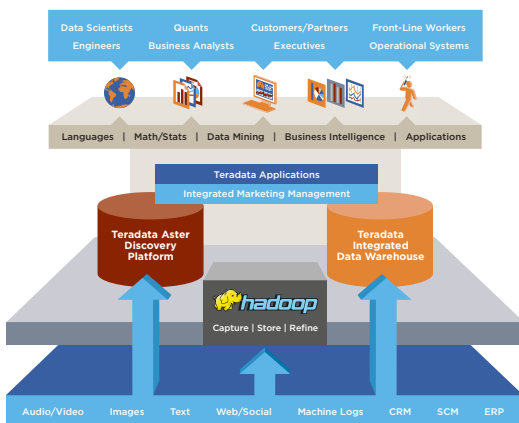 Data Scientists Quants Customers/Partners Front-Line Workers
Engineers Business Analysts Executives Operational Systems
Languages | Math/Stats | Data Mining | Business Intelligence | Applications
Teradata Applications
Integrated Marketing Management
Teradata Aster
Discovery
Platform
Teradata
Integrated
Data Warehouse
hadoop
Capture | Store | Refine
Audio/Video Images Text Web/Social Machine Logs CRM SCM ERP